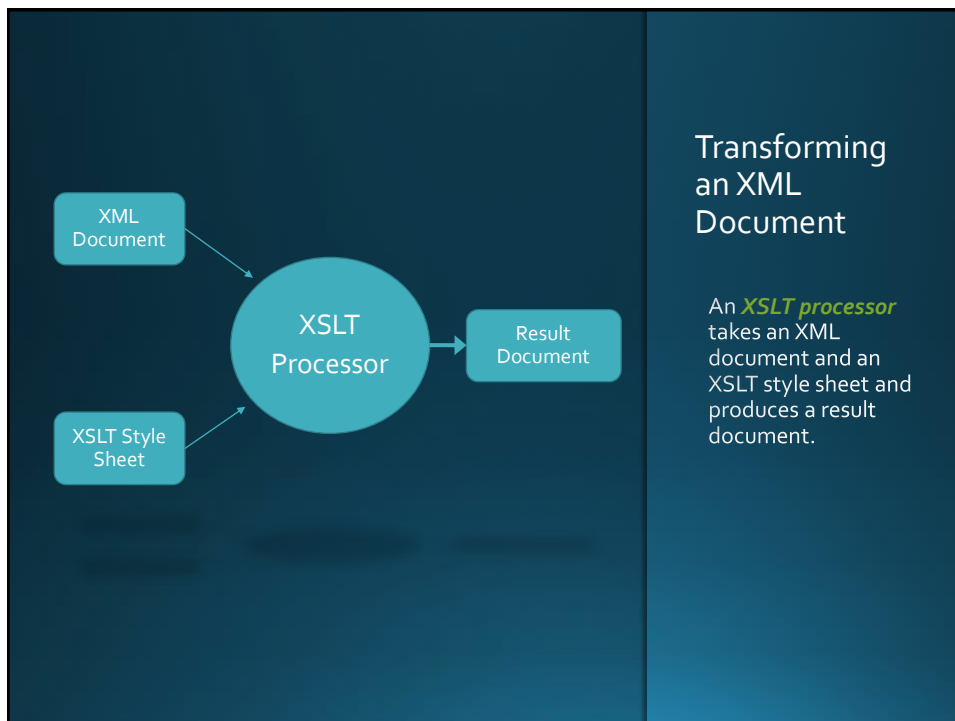 XML
Document
XSLT Style
Sheet
XSLT
Processor
Result
Document
Transforming
an XML
Document
An XSLT processor
takes an XML
document and an
XSLT style sheet and
produces a result
document.